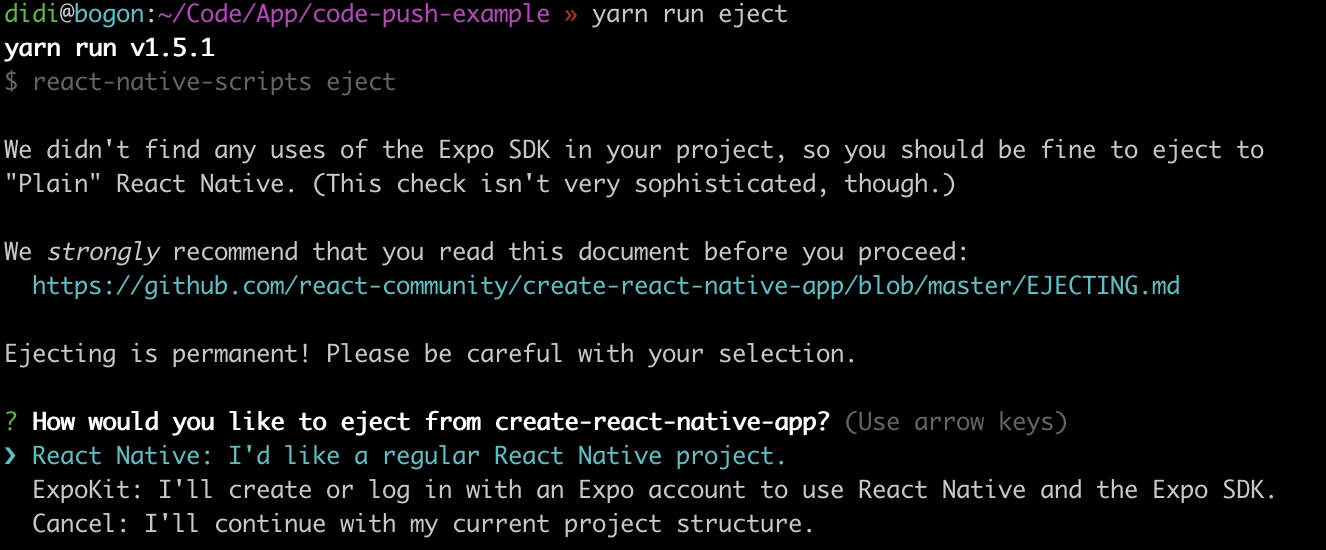 didi@bogon:~/Code/App/code-push-example » yarn run eject
yarn run v1.5.1
$ react-native-scripts eject
We didn't find any uses of the Expo SDK in your project, so you should be fine to eject to
"Plain" React Native. (This check isn't very sophisticated, though.)
We strongly recommend that you read this document before you proceed:
https://github.com/react-community/create-react-native-app/blob/master/EJECTING.md
Ejecting is permanent! Please be careful with your selection.
? How would you like to eject from create-react-native-app? (Use arrow keys)
❯ React Native: I'd like a regular React Native project.
ExpoKit: I'll create or log in with an Expo account to use React Native and the Expo SDK.
Cancel: I'll continue with my current project structure.